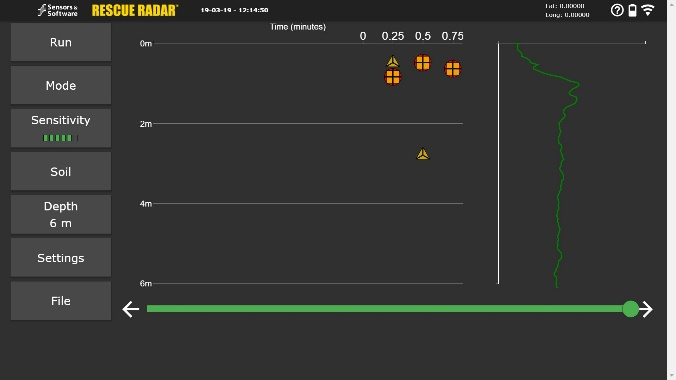 Sensors &
Software
RESCUE RADAR
19-03-19 - 12:14:50
Lat: 0.00000
Long: 0.00000
Run
Mode
Sensitivity
Soil
Depth
6 m
Settings
File
Time (minutes)
0 0.25 0.5 0.75
0m
2m
4m
6m